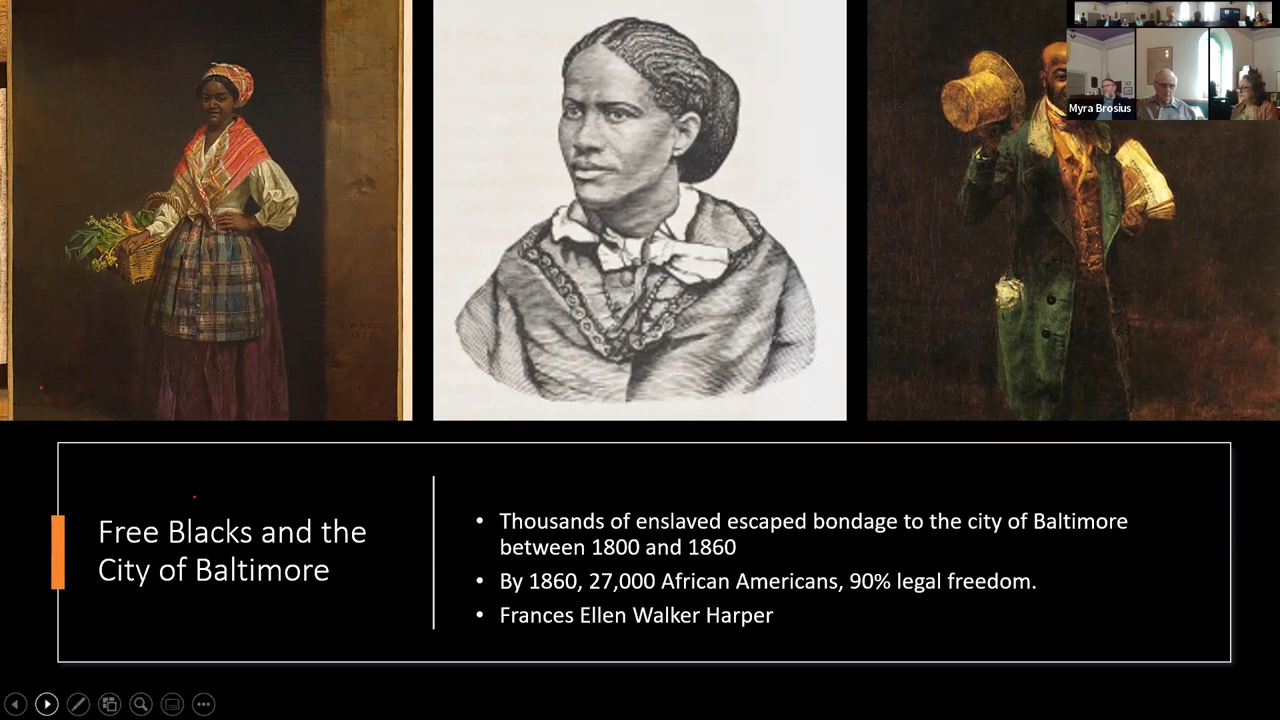 Myra Brosius
Free Blacks and the
City of Baltimore
• Thousands of enslaved escaped bondage to the city of Baltimore
between 1800 and 1860
• By 1860, 27,000 African Americans, 90% legal freedom.
• Frances Ellen Walker Harper